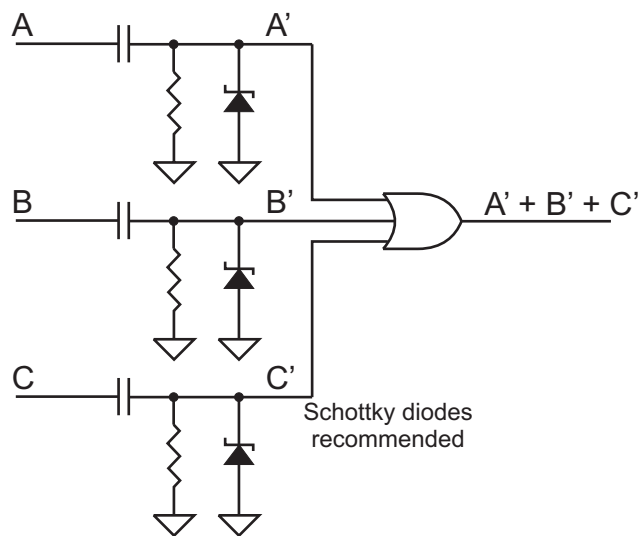 A A’
B B’ A’ + B’ + C’
C C’
Schottky diodes
recommended